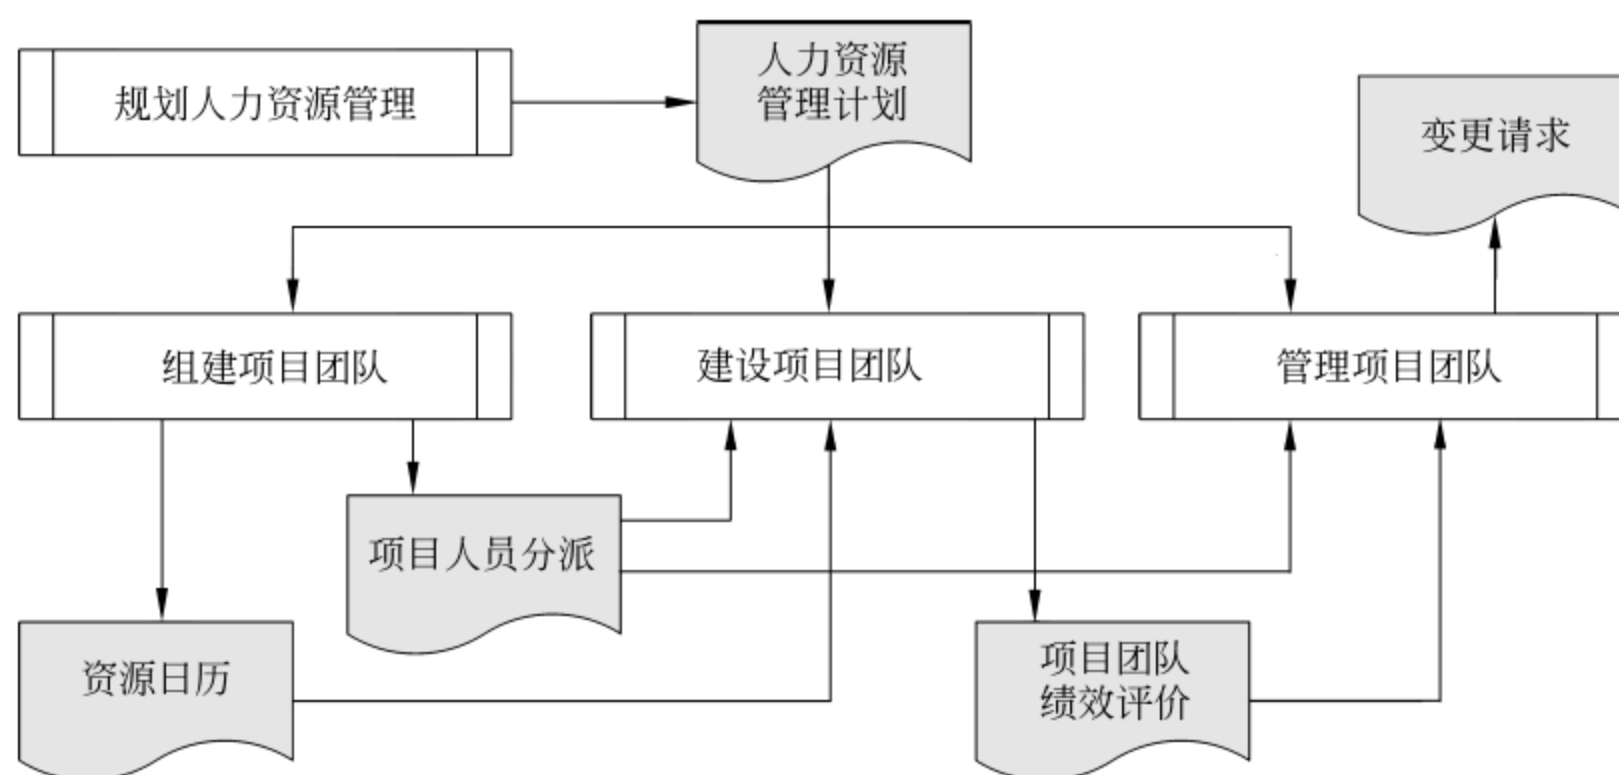 规划人力资源管理
人力资源
管理计划
变更请求
组建项目团队
建设项目团队
管理项目团队
项目人员分派
资源日历
项目团队
绩效评价